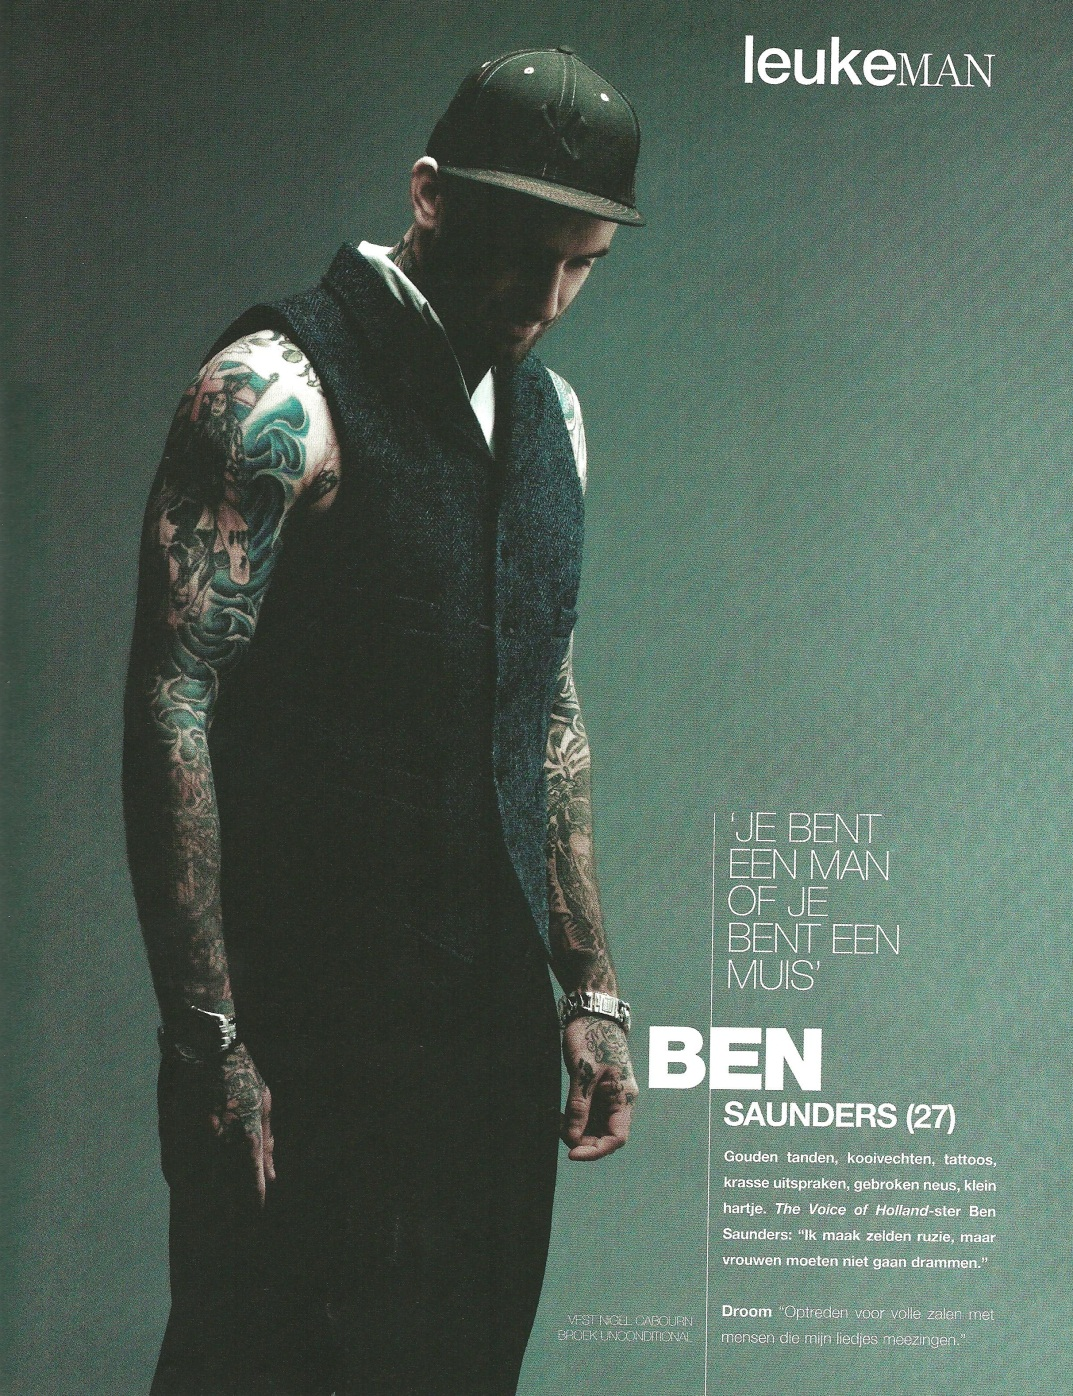 leukeMAN
'JE BENT
EEN MAN
OF JE
BENT EEN
MUIS'
BEN
SAUNDERS (27)
Gouden tanden, kooivechten, tattoos,
krasse uitspraken, gebroken neus, klein
hartje. The Voice of Holland-ster Ben
Saunders: “Ik maak zelden ruzie, maar
vrouwen moeten niet gaan drammen.”
Droom “Optreden voor volle zalen met
mensen die mijn liedjes meezingen.”
VEST NIGEL CABOURN
BROEK UNCONDITIONAL